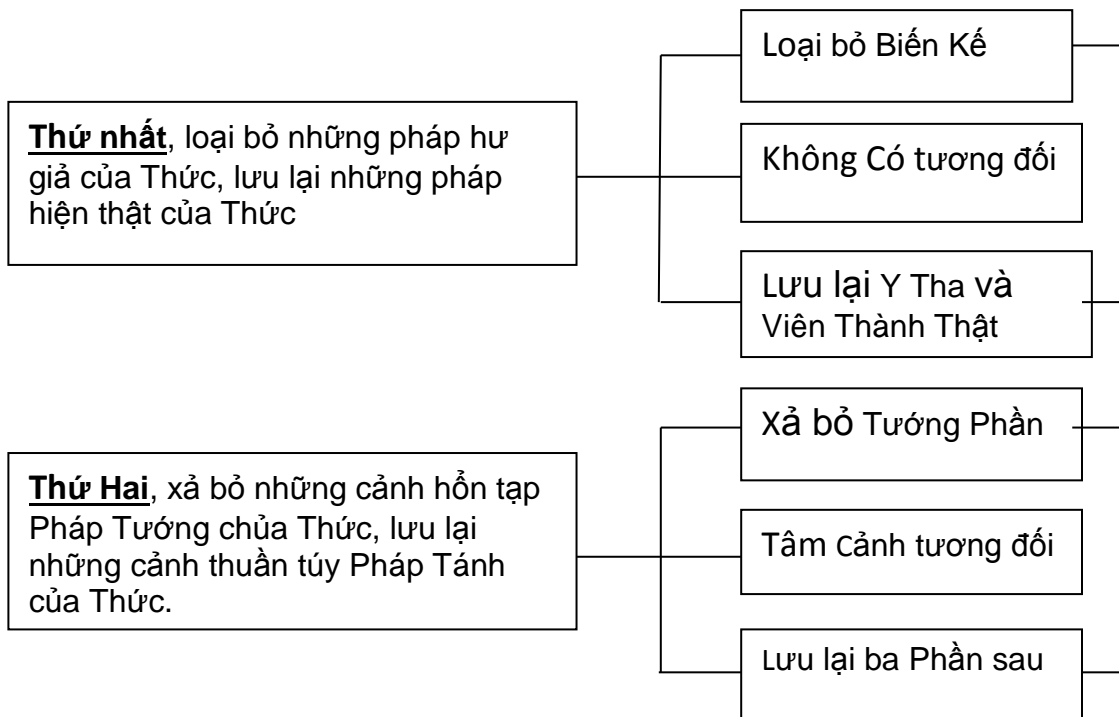 Thứ nhất, loại bỏ những pháp hư
giả của Thức, lưu lại những pháp
hiện thật của Thức
Loại bỏ Biến Kế
Không Có tương đối
Lưu lại Y Tha và
Viên Thành Thật
Thứ Hai, xả bỏ những cảnh hổn tạp
Pháp Tướng chủa Thức, lưu lại
những cảnh thuần túy Pháp Tánh
của Thức.
Xả bỏ Tướng Phần
Tâm Cảnh tương đối
Lưu lại ba Phần sau